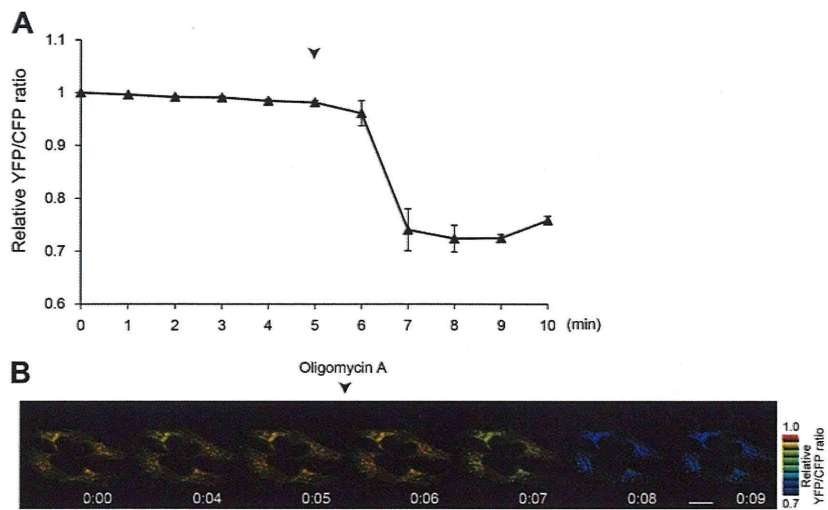 A
Relative YFP/CFP ratio
1.1
1
0.9
0.8
0.7
0.6
0 1 2 3 4 5 6 7 8 9 10 (min)
B
Oligomycin A
0:00 0:04 0:05 0:06 0:07 0:08 0:09
1.0
0.7
Relative
YFP/CFP ratio